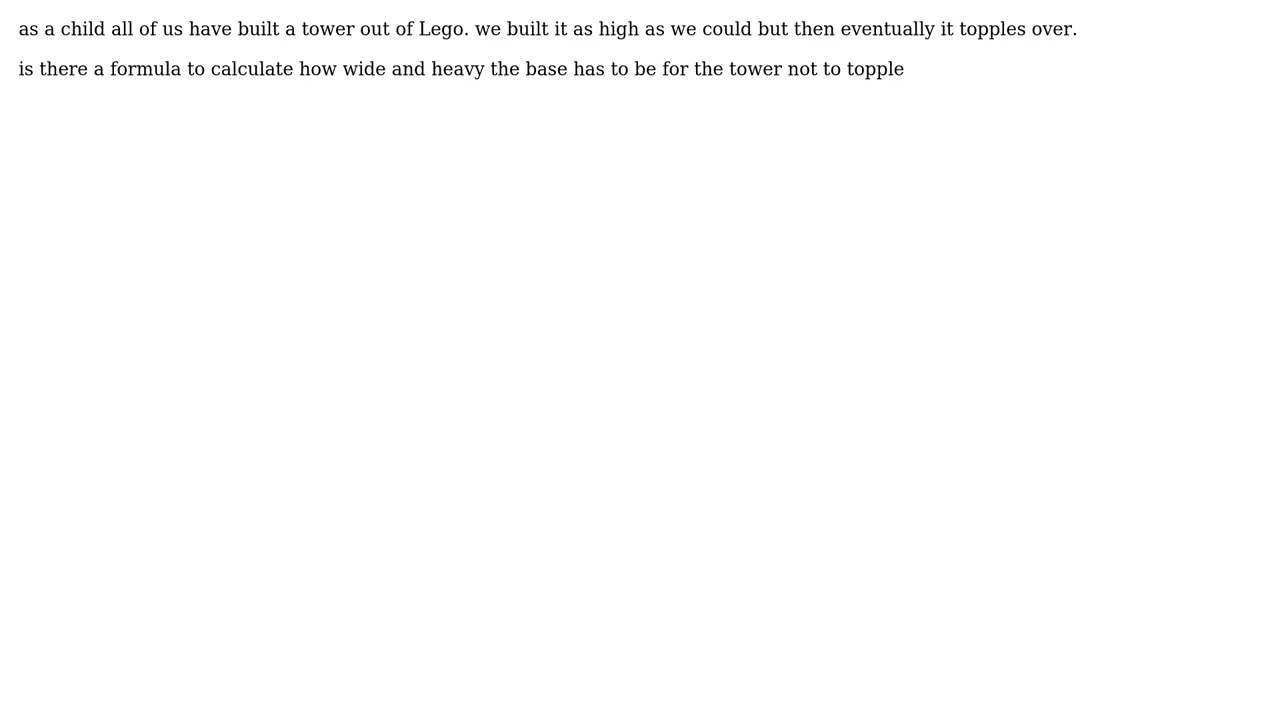 as a child all of us have built a tower out of Lego. we built it as high as we could but then eventually it topples over.
is there a formula to calculate how wide and heavy the base has to be for the tower not to topple